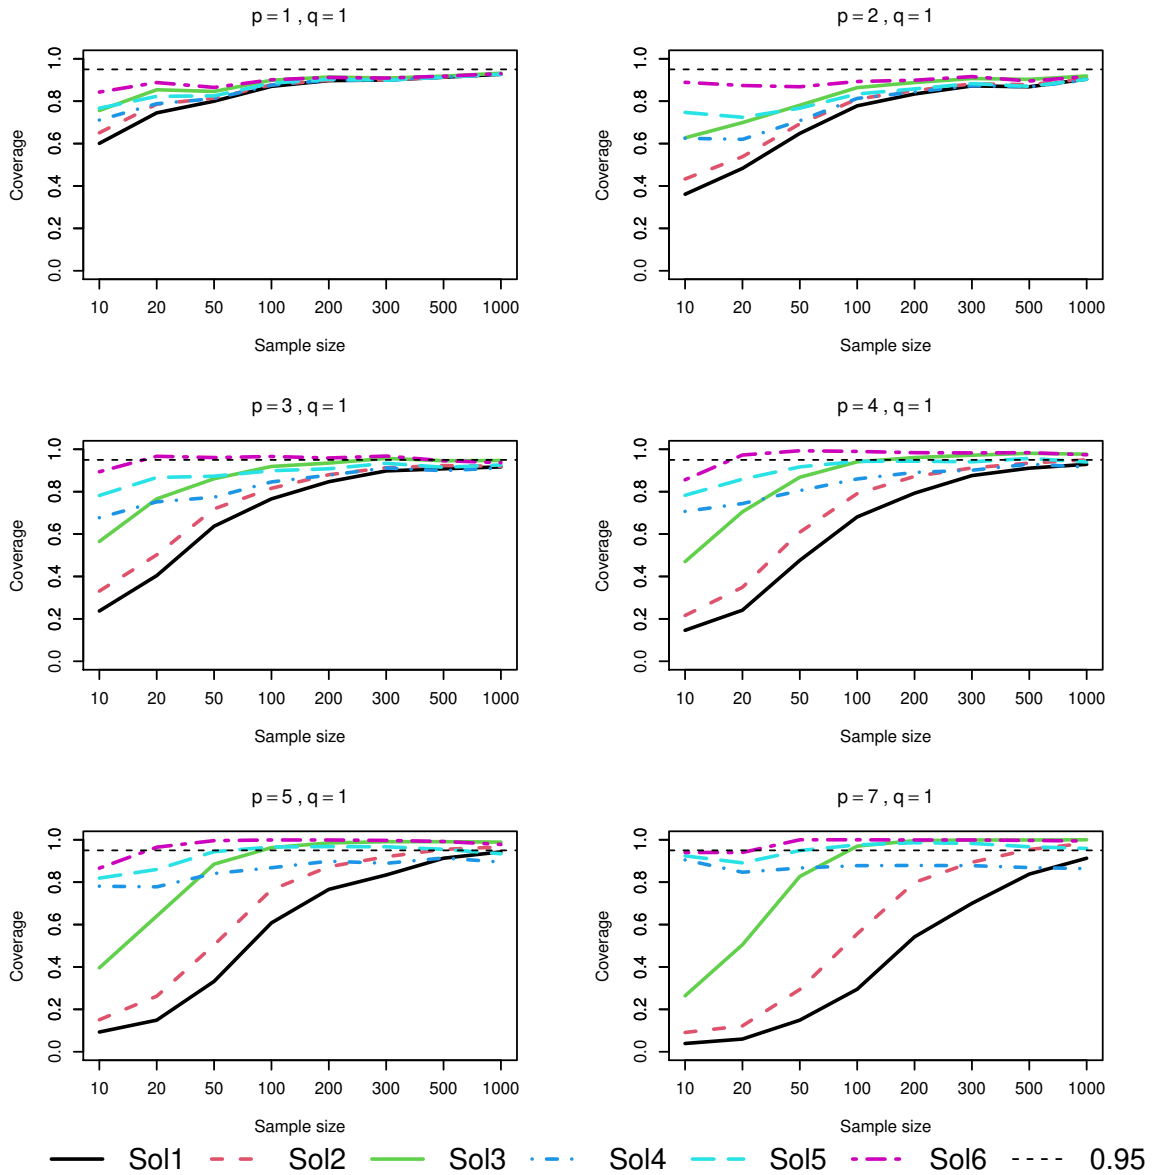 p = 1 , q = 1
Coverage
0.0 0.2 0.4 0.6 0.8 1.0
10 20 50 100 200 300 500 1000
Sample size
p = 2 , q = 1
Coverage
0.0 0.2 0.4 0.6 0.8 1.0
10 20 50 100 200 300 500 1000
Sample size
p = 3 , q = 1
Coverage
0.0 0.2 0.4 0.6 0.8 1.0
10 20 50 100 200 300 500 1000
Sample size
p = 4 , q = 1
Coverage
0.0 0.2 0.4 0.6 0.8 1.0
10 20 50 100 200 300 500 1000
Sample size
p = 5 , q = 1
Coverage
0.0 0.2 0.4 0.6 0.8 1.0
10 20 50 100 200 300 500 1000
Sample size
p = 7 , q = 1
Coverage
0.0 0.2 0.4 0.6 0.8 1.0
10 20 50 100 200 300 500 1000
Sample size
Sol1 Sol2 Sol3 Sol4 Sol5 Sol6 0.95